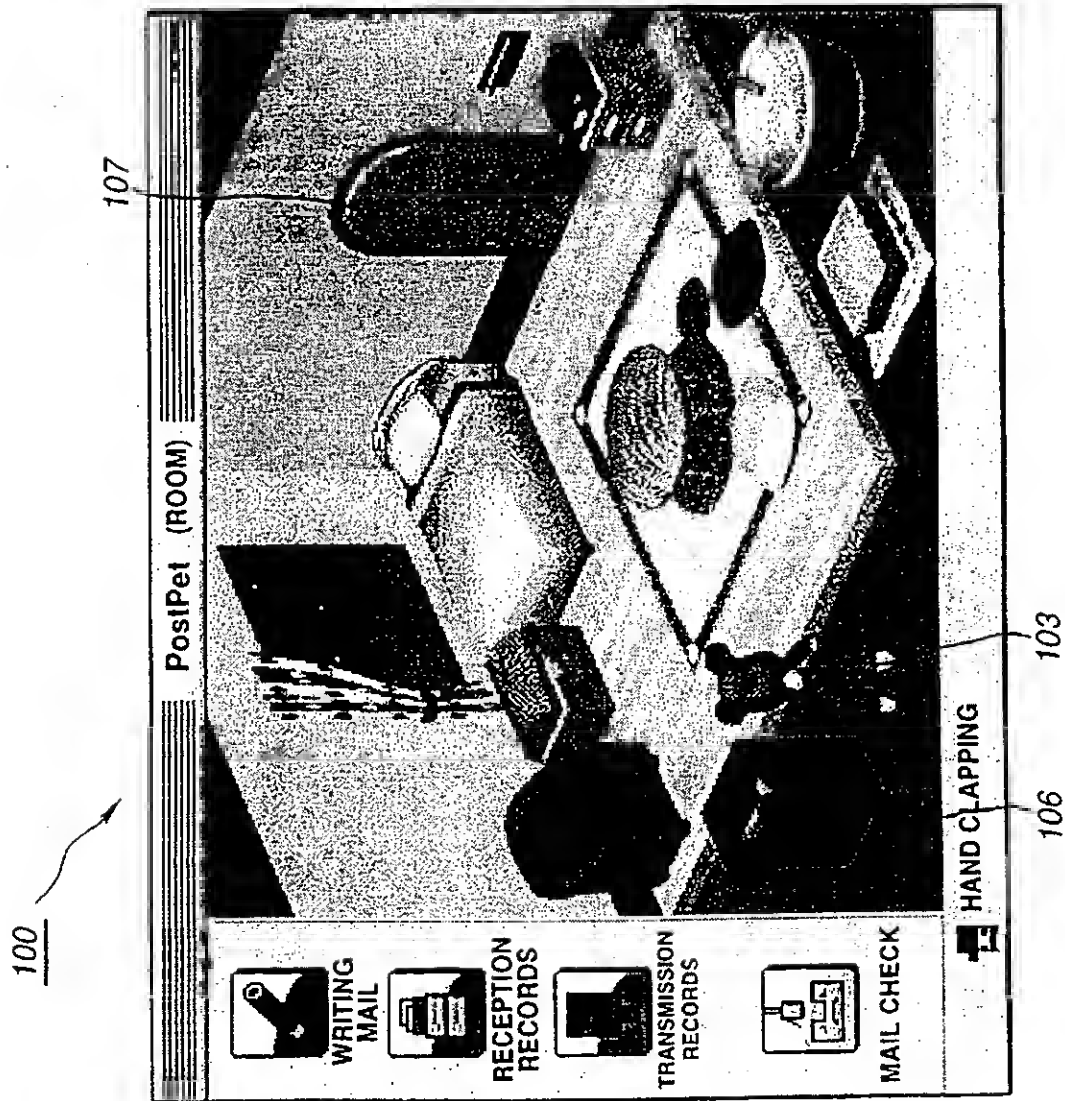 100
PostPet (ROOM)
107
WRITING
MAIL
RECEPTION
RECORDS
TRANSMISSION
RECORDS
MAIL CHECK
HAND CLAPPING
106
103